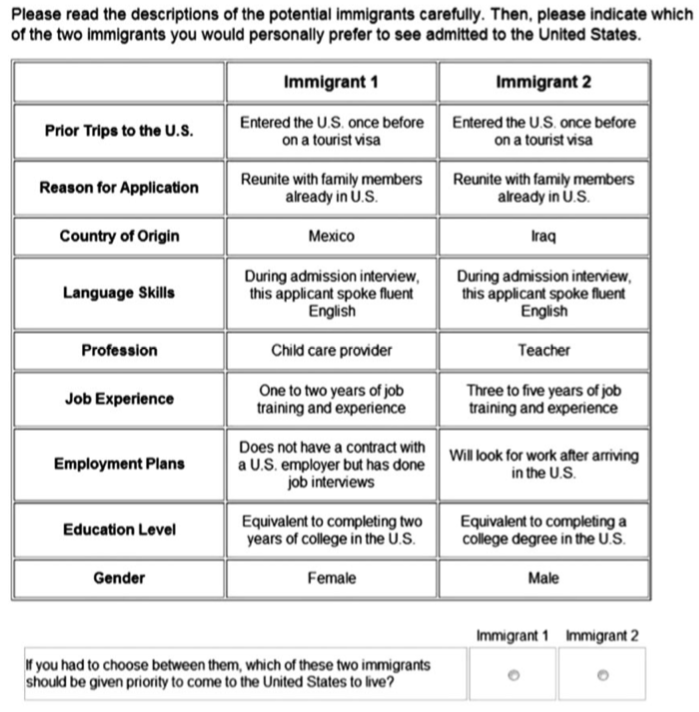 Please read the descriptions of the potential immigrants carefully. Then, please indicate which
of the two immigrants you would personally prefer to see admitted to the United States.
Immigrant 1 Immigrant 2
Prior Trips to the U.S. Entered the U.S. once before on a tourist visa Entered the U.S. once before on a tourist visa
Reason for Application Reunite with family members already in U.S. Reunite with family members already in U.S.
Country of Origin Mexico Iraq
Language Skills During admission interview, this applicant spoke fluent English During admission interview, this applicant spoke fluent English
Profession Child care provider Teacher
Job Experience One to two years of job training and experience Three to five years of job training and experience
Employment Plans Does not have a contract with a U.S. employer but has done job interviews Will look for work after arriving in the U.S.
Education Level Equivalent to completing two years of college in the U.S. Equivalent to completing a college degree in the U.S.
Gender Female Male
Immigrant 1 Immigrant 2
If you had to choose between them, which of these two immigrants
should be given priority to come to the United States to live?